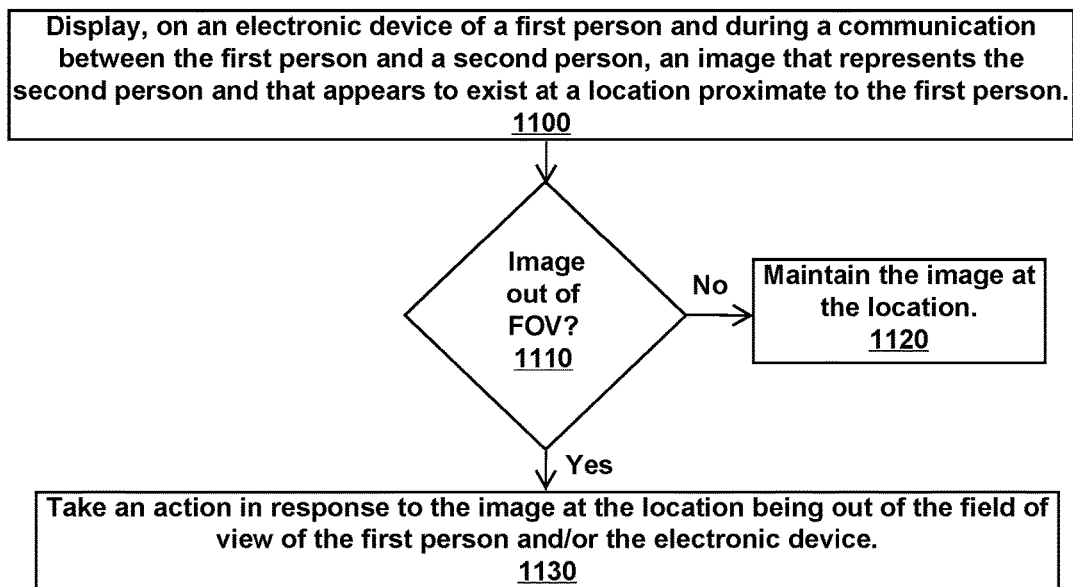 Display, on an electronic device of a first person and during a communication
between the first person and a second person, an image that represents the
second person and that appears to exist at a location proximate to the first person.
1100
Image
out of
FOV?
1110
No
Maintain the image at
the location.
1120
Yes
Take an action in response to the image at the location being out of the field of
view of the first person and/or the electronic device.
1130